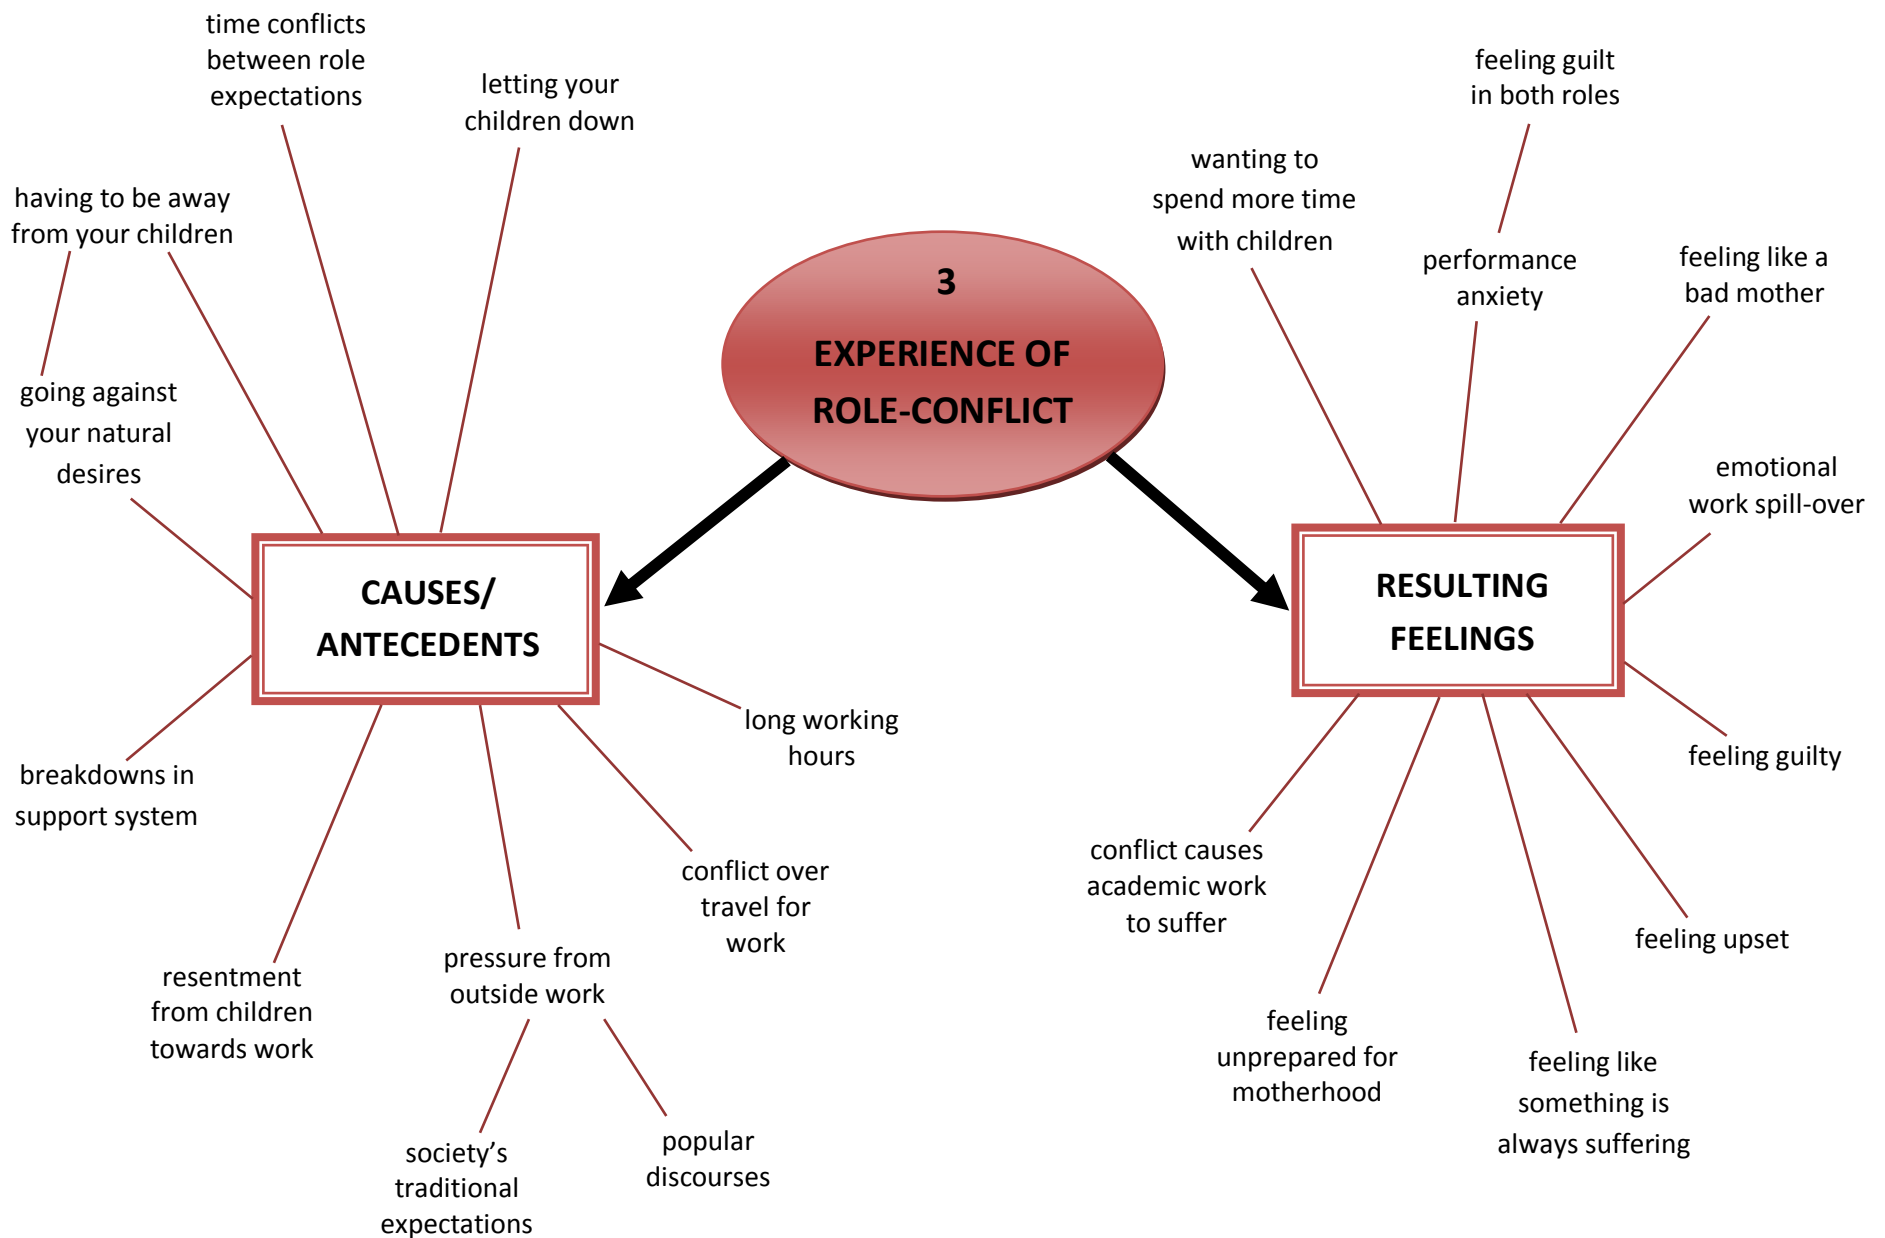 time conflicts
between role
expectations
letting your
children down
having to be away
from your children
going against
your natural
desires
CAUSES/
ANTECEDENTS
breakdowns in
support system
resentment
from children
towards work
pressure from
outside work
society’s
traditional
expectations
popular
discourses
conflict over
travel for
work
long working
hours
3
EXPERIENCE OF
ROLE-CONFLICT
feeling guilt
in both roles
wanting to
spend more time
with children
performance
anxiety
feeling like a
bad mother
emotional
work spill-over
RESULTING
FEELINGS
feeling guilty
conflict causes
academic work
to suffer
feeling upset
feeling
unprepared for
motherhood
feeling like
something is
always suffering